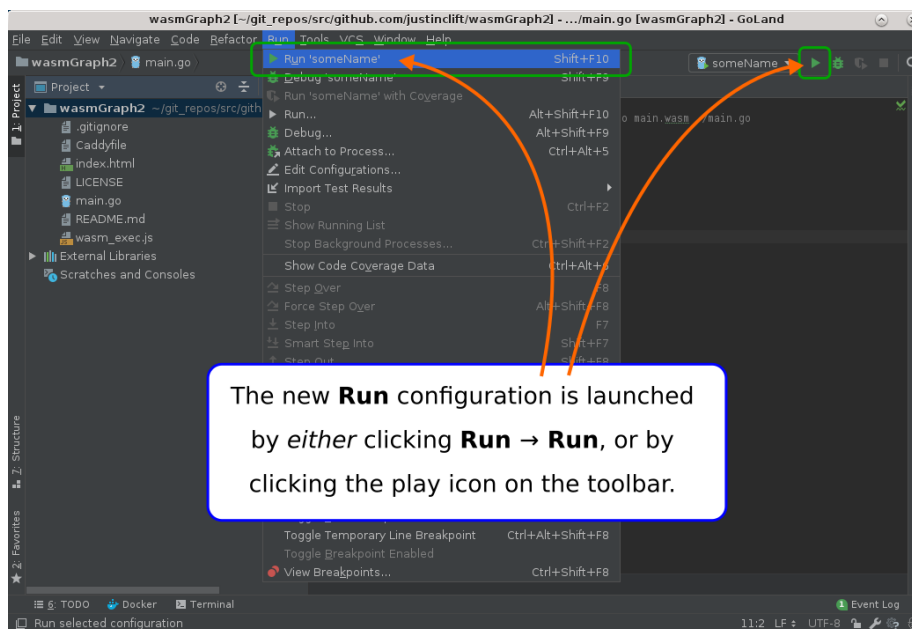 wasmGraph2 [~/git_repos/src/github.com/justinclift/wasmGraph2] - .../main.go [wasmGraph2] - GoLand
File Edit View Navigate Code Refactor Run Tools VCS Window Help
wasmGraph2 main.go
someName
Project
1: Project
wasmGraph2 ~/git_repos/src/gith
.gitignore
Caddyfile
index.html
LICENSE
main.go
README.md
wasm_exec.js
External Libraries
Scratches and Consoles
Run 'someName' Shift+F10
Debug 'someName' Shift+F9
Run 'someName' with Coverage
Run... Alt+Shift+F10
Debug... Alt+Shift+F9
Attach to Process... Ctrl+Alt+5
Edit Configurations...
Import Test Results
Stop Ctrl+F2
Show Running List
Stop Background Processes... Ctrl+Shift+F2
Show Code Coverage Data Ctrl+Alt+6
Step Over F8
Force Step Over Alt+Shift+F8
Step Into F7
Smart Step Into Shift+F7
Step Out Shift+F8
o main.wasm ./main.go
The new Run configuration is launched
by either clicking Run → Run, or by
clicking the play icon on the toolbar.
Toggle Temporary Line Breakpoint Ctrl+Alt+Shift+F8
Toggle Breakpoint Enabled
View Breakpoints... Ctrl+Shift+F8
7: Structure
2: Favorites
6: TODO Docker Terminal
1 Event Log
Run selected configuration
11:2 LF UTF-8